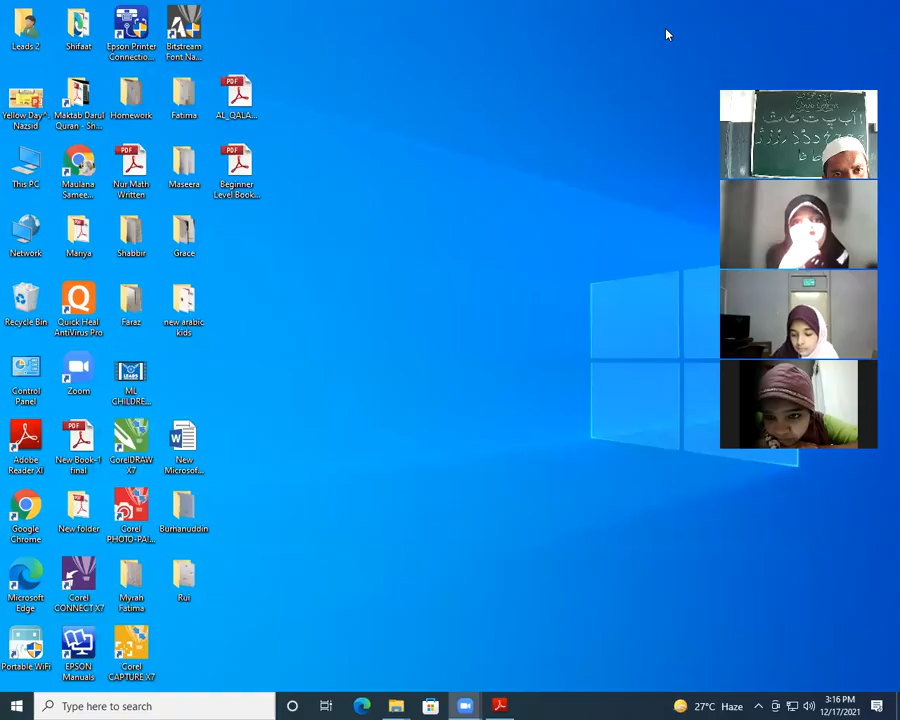 Leads 2
Shifaat
Epson Printer Connectio...
Bitstream Font Na...
Yellow Day^. Nazsid
Maktab Darul Quran - Sh...
Homework
Fatima
AL_QALA...
This PC
Maulana Samee...
Nur Math Written
Maseera
Beginner Level Book...
Network
Mariya
Shabbir
Grace
Recycle Bin
Quick Heal AntiVirus Pro
Faraz
new arabic kids
Control Panel
Zoom
ML CHILDRE...
Adobe Reader XI
New Book-1 final
CorelDRAW X7
New Microsof...
Google Chrome
New folder
Corel PHOTO-PAI...
Burhanuddin
Microsoft Edge
Corel CONNECT X7
Myrah Fatima
Rui
Portable WiFi
EPSON Manuals
Corel CAPTURE X7
Type here to search
27°C Haze
3:16 PM
12/17/2021